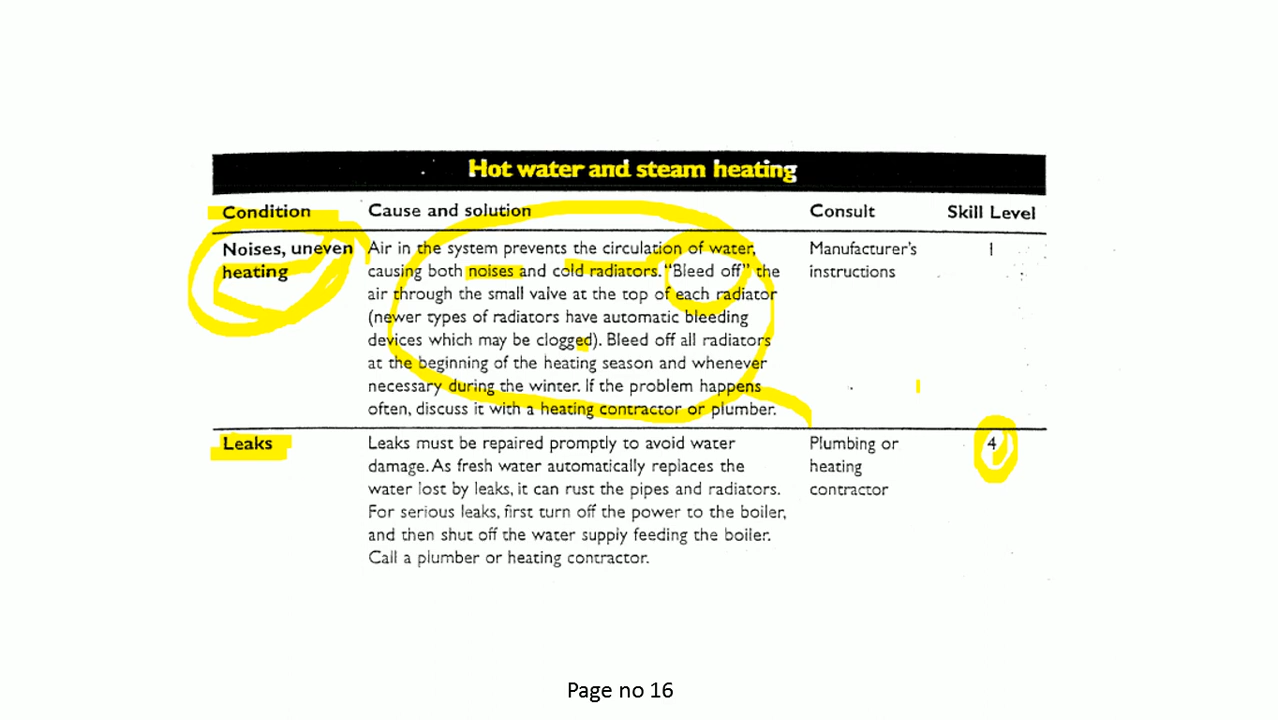 Hot water and steam heating
Condition Cause and solution Consult Skill Level
Noises, uneven Air in the system prevents the circulation of water, Manufacturer's 1
heating causing both noises and cold radiators. "Bleed off" the instructions
air through the small valve at the top of each radiator
(newer types of radiators have automatic bleeding
devices which may be clogged). Bleed off all radiators
at the beginning of the heating season and whenever
necessary during the winter. If the problem happens
often, discuss it with a heating contractor or plumber.
Leaks Leaks must be repaired promptly to avoid water Plumbing or 4
damage. As fresh water automatically replaces the heating
water lost by leaks, it can rust the pipes and radiators. contractor
For serious leaks, first turn off the power to the boiler,
and then shut off the water supply feeding the boiler.
Call a plumber or heating contractor.
Page no 16